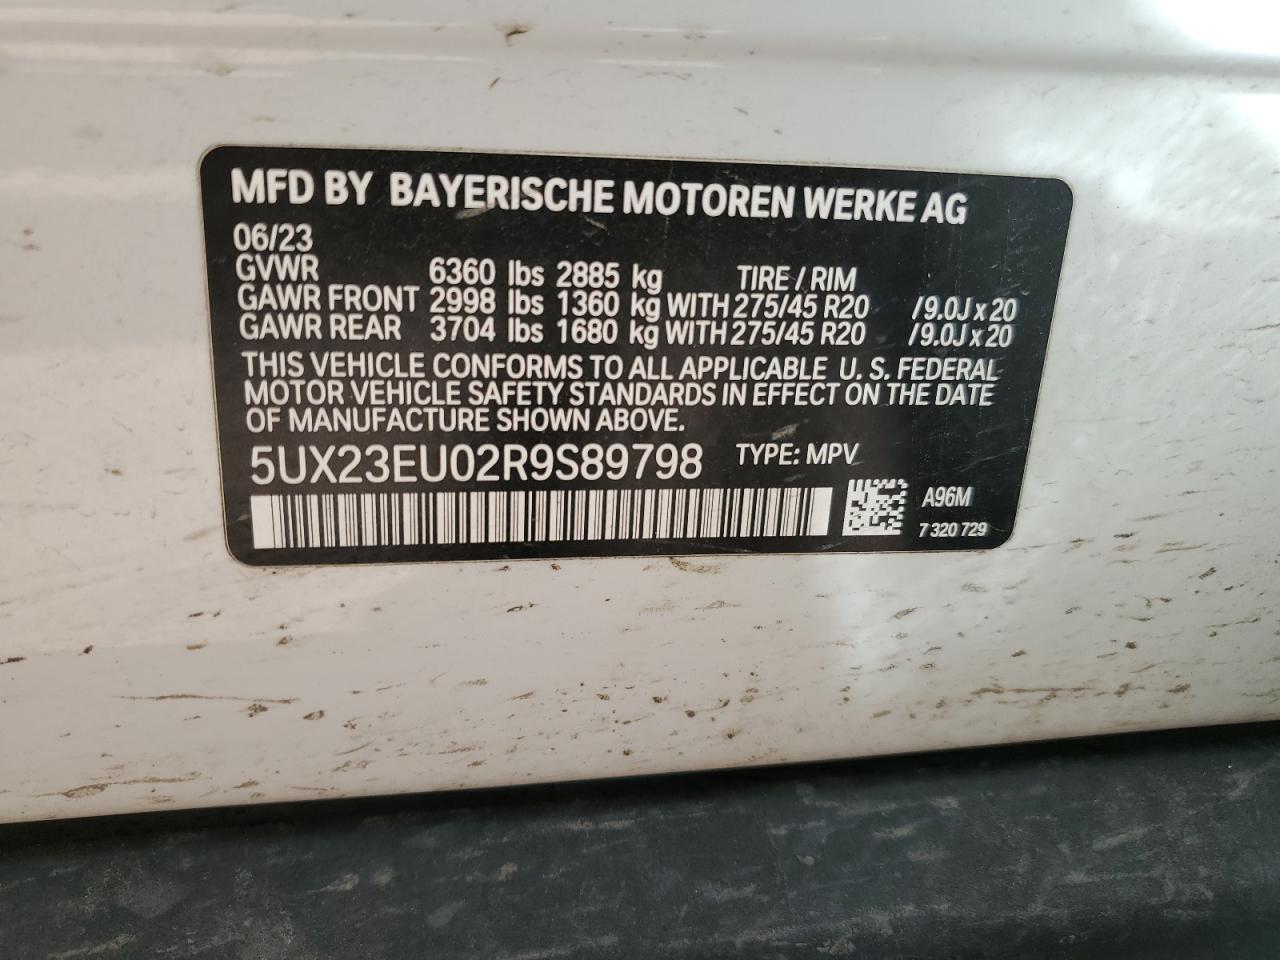 MFD BY BAYERISCHE MOTOREN WERKE AG
06/23
GVWR 6360 lbs 2885 kg TIRE / RIM
GAWR FRONT 2998 lbs 1360 kg WITH 275/45 R20 /9.0J x 20
GAWR REAR 3704 lbs 1680 kg WITH 275/45 R20 /9.0J x 20
THIS VEHICLE CONFORMS TO ALL APPLICABLE U. S. FEDERAL
MOTOR VEHICLE SAFETY STANDARDS IN EFFECT ON THE DATE
OF MANUFACTURE SHOWN ABOVE.
5UX23EU02R9S89798 TYPE: MPV
A96M
7 320 729